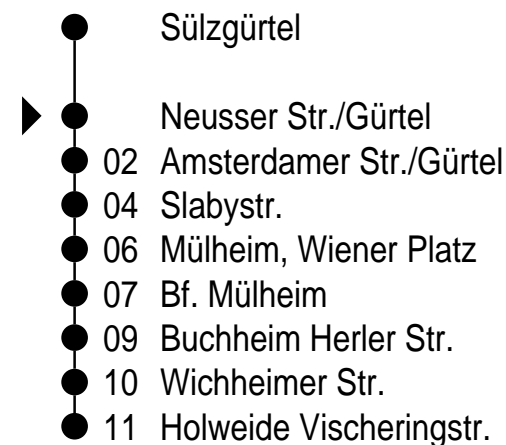 Sülzgürtel
Neusser Str./Gürtel
02 Amsterdamer Str./Gürtel
04 Slabystr.
06 Mülheim, Wiener Platz
07 Bf. Mülheim
09 Buchheim Herler Str.
10 Wichheimer Str.
11 Holweide Vischeringstr.